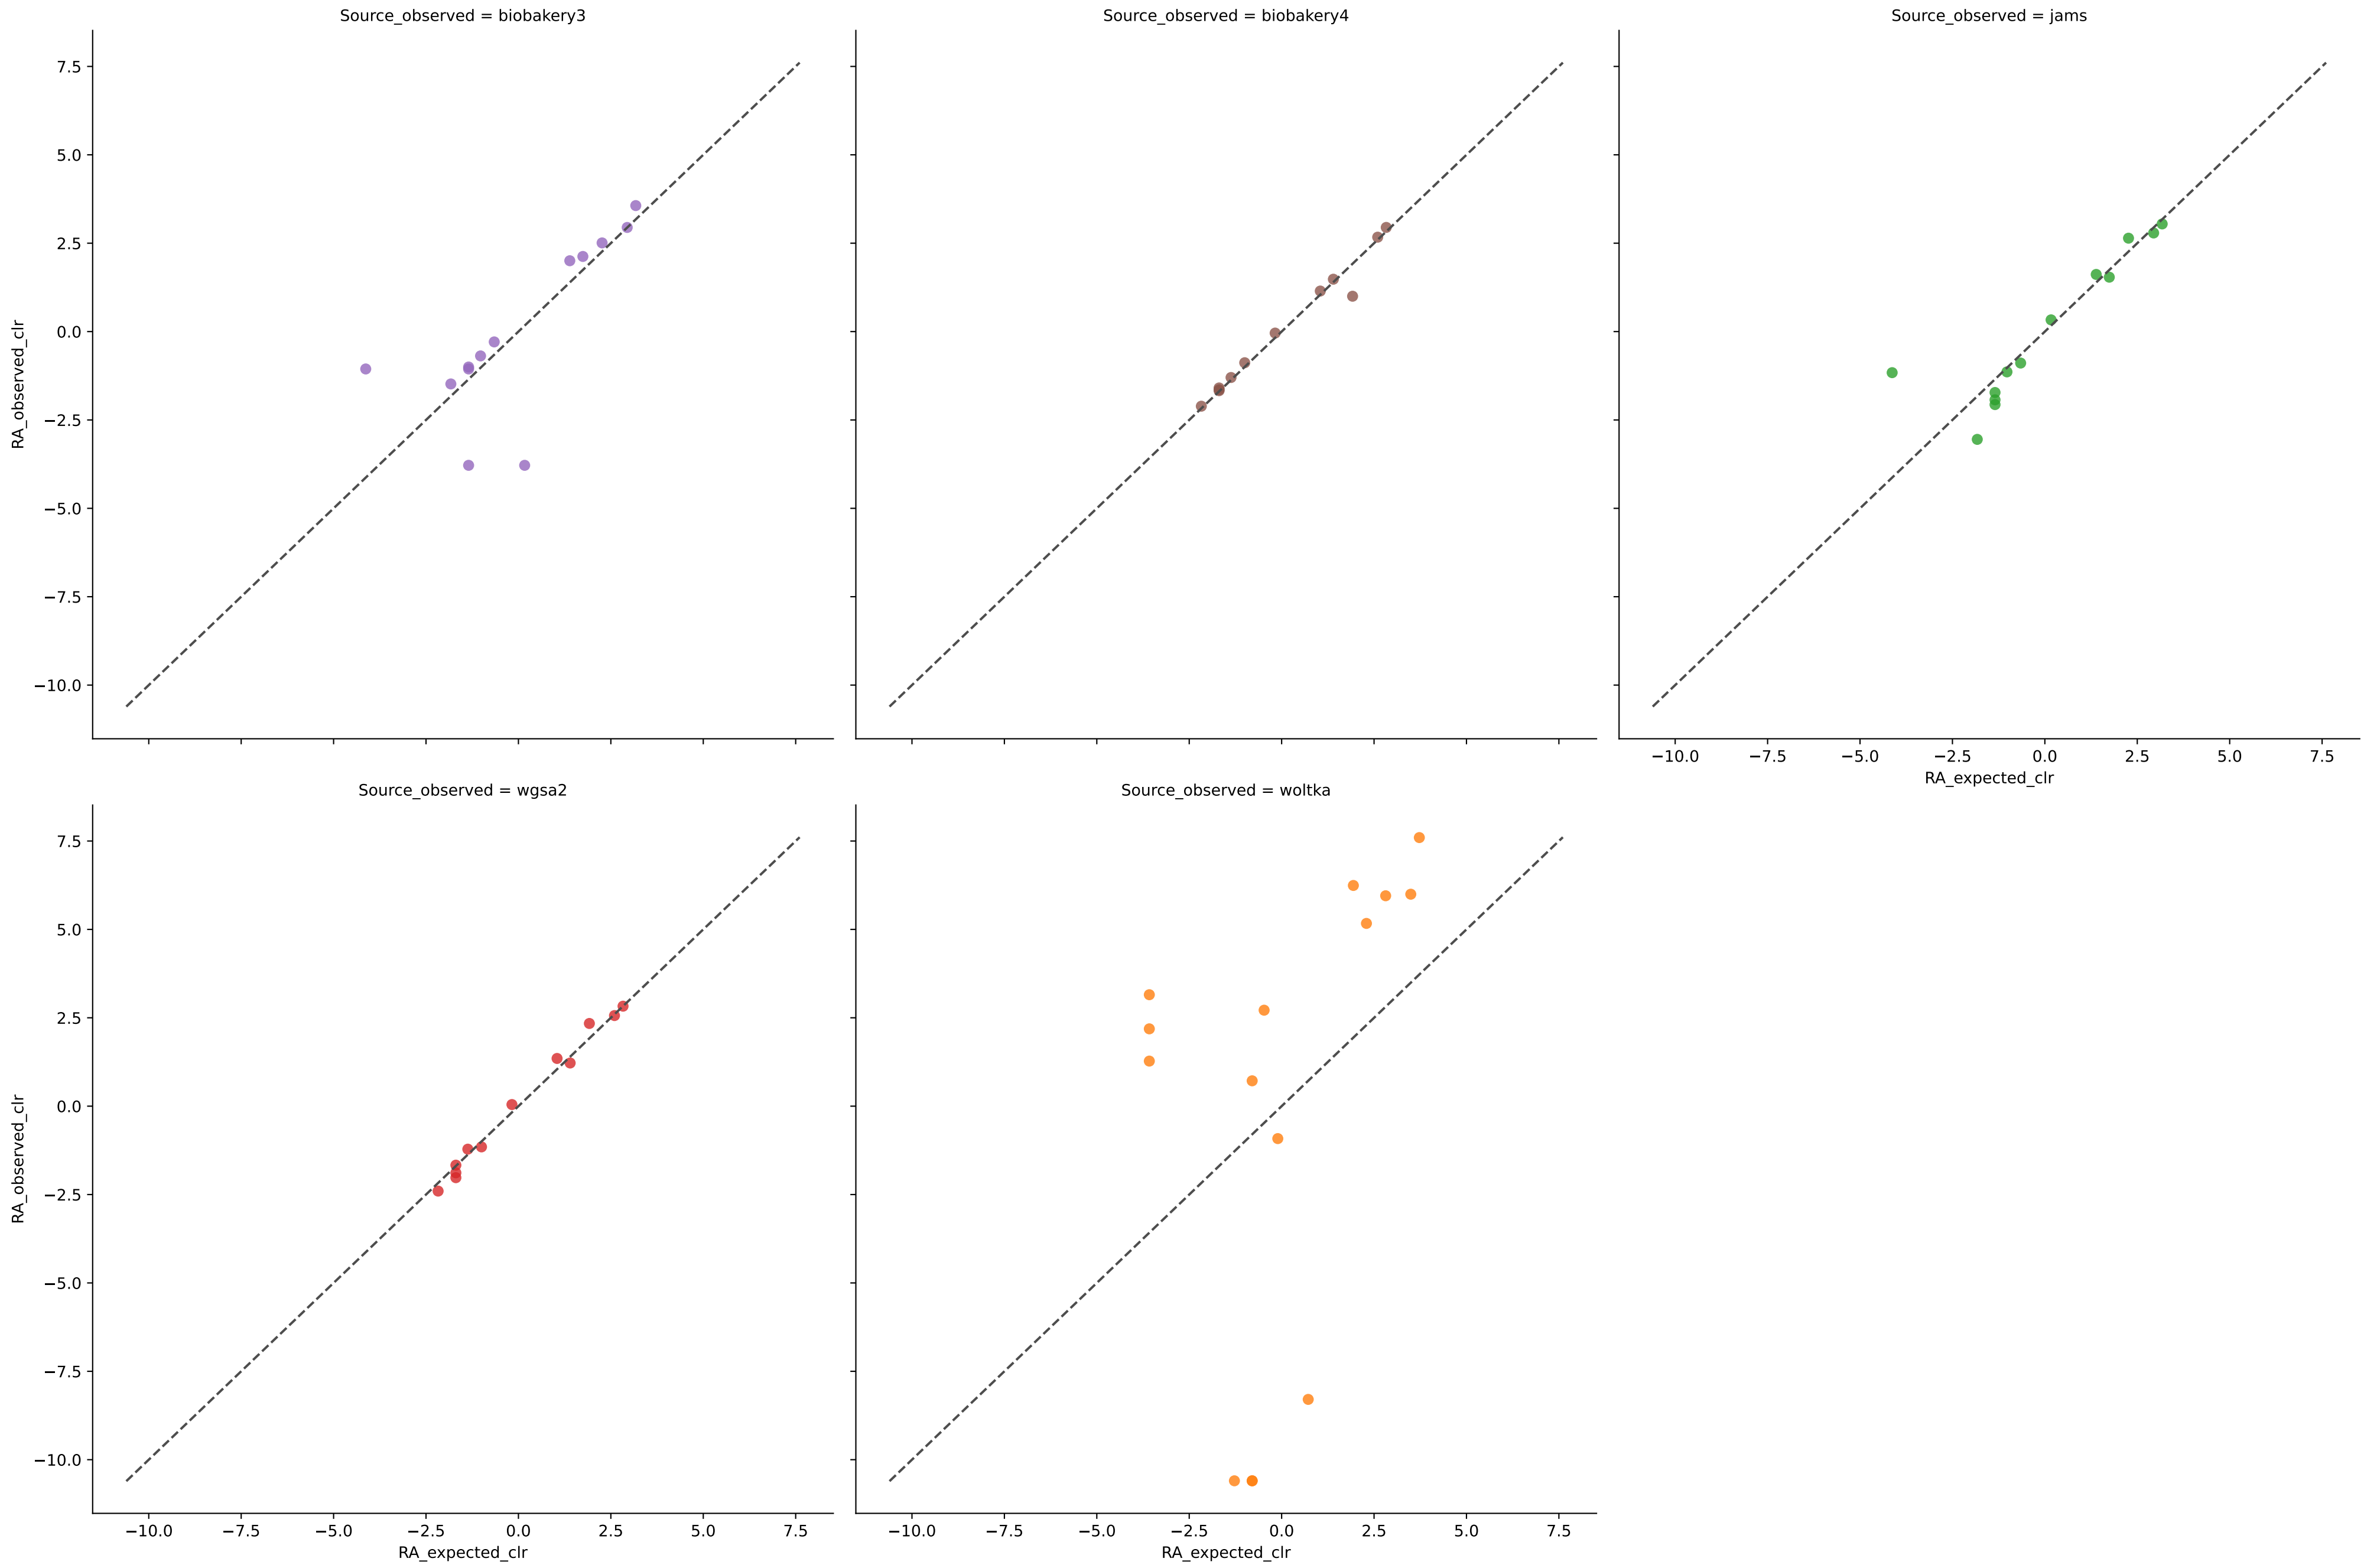 Source_observed = biobakery3
Source_observed = biobakery4
Source_observed = jams
RA_observed_clr
7.5
5.0
2.5
0.0
−2.5
−5.0
−7.5
−10.0
−10.0 −7.5 −5.0 −2.5 0.0 2.5 5.0 7.5
RA_expected_clr
Source_observed = wgsa2
Source_observed = woltka
RA_observed_clr
7.5
5.0
2.5
0.0
−2.5
−5.0
−7.5
−10.0
−10.0 −7.5 −5.0 −2.5 0.0 2.5 5.0 7.5
RA_expected_clr
−10.0 −7.5 −5.0 −2.5 0.0 2.5 5.0 7.5
RA_expected_clr